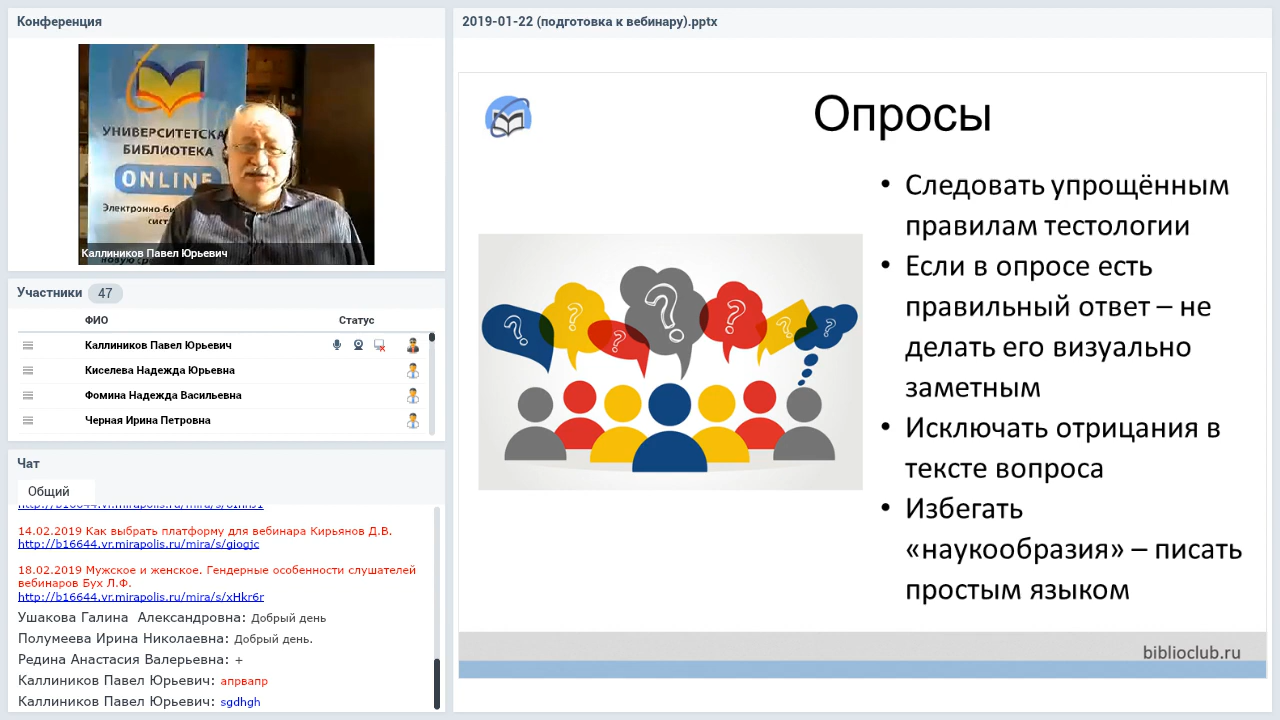 Конференция
УНИВЕРСИТЕТСКА
БИБЛИОТЕКА
ONLINE
Каллиников Павел Юрьевич
Участники 47
ФИО Статус
Каллиников Павел Юрьевич
Киселева Надежда Юрьевна
Фомина Надежда Васильевна
Черная Ирина Петровна
Чат
Общий
14.02.2019 Как выбрать платформу для вебинара Кирьянов Д.В.
http://b16644.vr.mirapolis.ru/mira/s/giogjc
18.02.2019 Мужское и женское. Гендерные особенности слушателей
вебинаров Бух Л.Ф.
http://b16644.vr.mirapolis.ru/mira/s/xHkr6r
Ушакова Галина Александровна: Добрый день
Полумеева Ирина Николаевна: Добрый день.
Редина Анастасия Валерьевна: +
Каллиников Павел Юрьевич: апрвапр
Каллиников Павел Юрьевич: sgdhgh
2019-01-22 (подготовка к вебинару).pptx
Опросы
• Следовать упрощённым
правилам тестологии
• Если в опросе есть
правильный ответ – не
делать его визуально
заметным
• Исключать отрицания в
тексте вопроса
• Избегать
«наукообразия» – писать
простым языком
biblioclub.ru